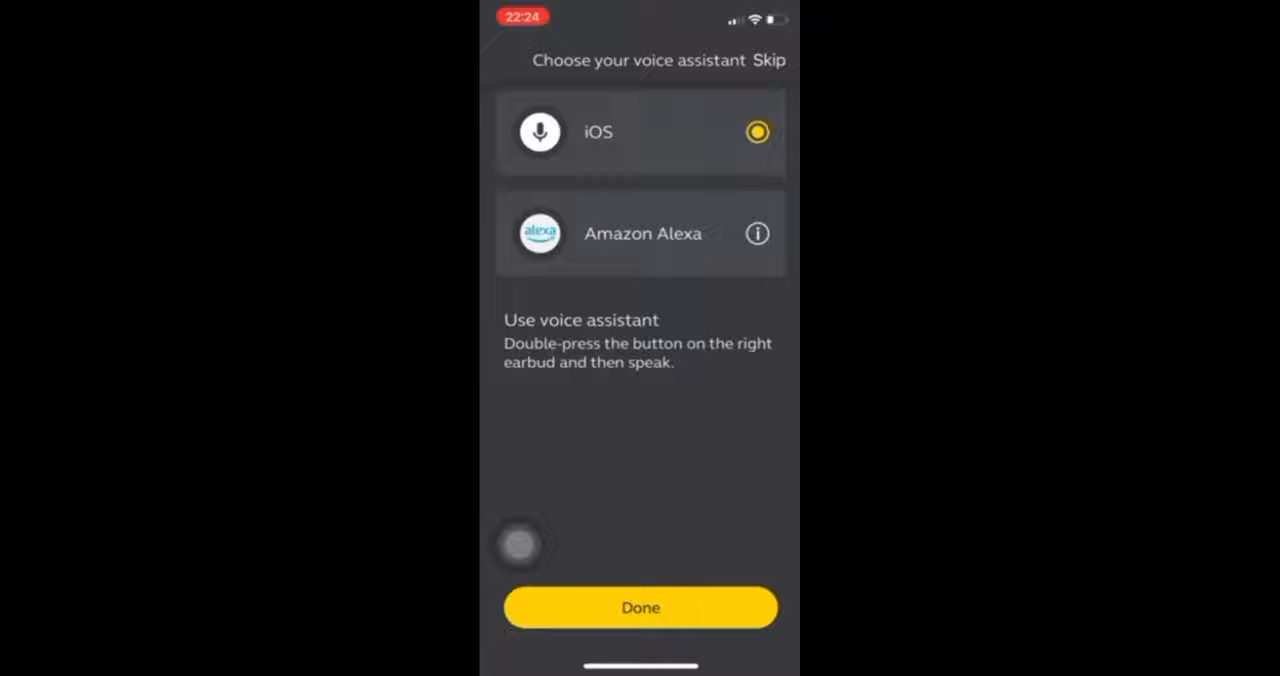 22:24
Choose your voice assistant Skip
iOS
alexa
Amazon Alexa
Use voice assistant
Double-press the button on the right
earbud and then speak.
Done